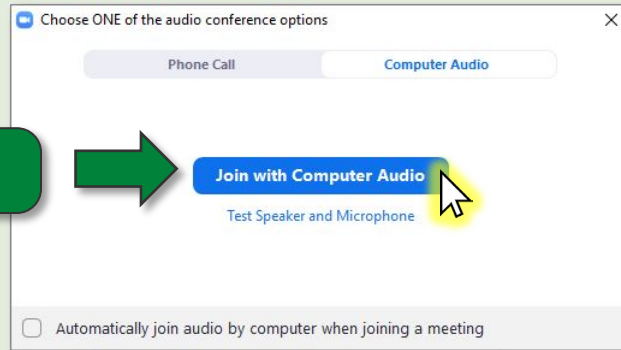 Choose ONE of the audio conference options
Phone Call
Computer Audio
Join with Computer Audio
Test Speaker and Microphone
Automatically join audio by computer when joining a meeting